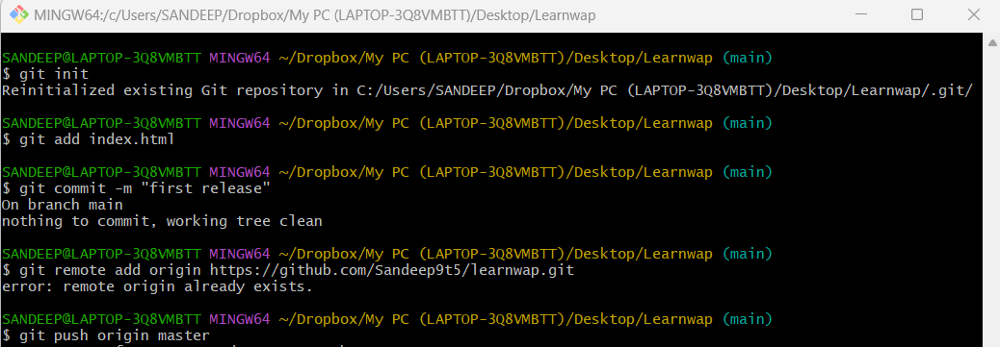 MINGW64:/c/Users/SANDEEP/Dropbox/My PC (LAPTOP-3Q8VMBTT)/Desktop/Learnwap
SANDEEP@LAPTOP-3Q8VMBTT MINGW64 ~/Dropbox/My PC (LAPTOP-3Q8VMBTT)/Desktop/Learnwap (main)
$ git init
Reinitialized existing Git repository in C:/Users/SANDEEP/Dropbox/My PC (LAPTOP-3Q8VMBTT)/Desktop/Learnwap/.git/
SANDEEP@LAPTOP-3Q8VMBTT MINGW64 ~/Dropbox/My PC (LAPTOP-3Q8VMBTT)/Desktop/Learnwap (main)
$ git add index.html
SANDEEP@LAPTOP-3Q8VMBTT MINGW64 ~/Dropbox/My PC (LAPTOP-3Q8VMBTT)/Desktop/Learnwap (main)
$ git commit -m "first release"
On branch main
nothing to commit, working tree clean
SANDEEP@LAPTOP-3Q8VMBTT MINGW64 ~/Dropbox/My PC (LAPTOP-3Q8VMBTT)/Desktop/Learnwap (main)
$ git remote add origin https://github.com/Sandeep9t5/learnwap.git
error: remote origin already exists.
SANDEEP@LAPTOP-3Q8VMBTT MINGW64 ~/Dropbox/My PC (LAPTOP-3Q8VMBTT)/Desktop/Learnwap (main)
$ git push origin master